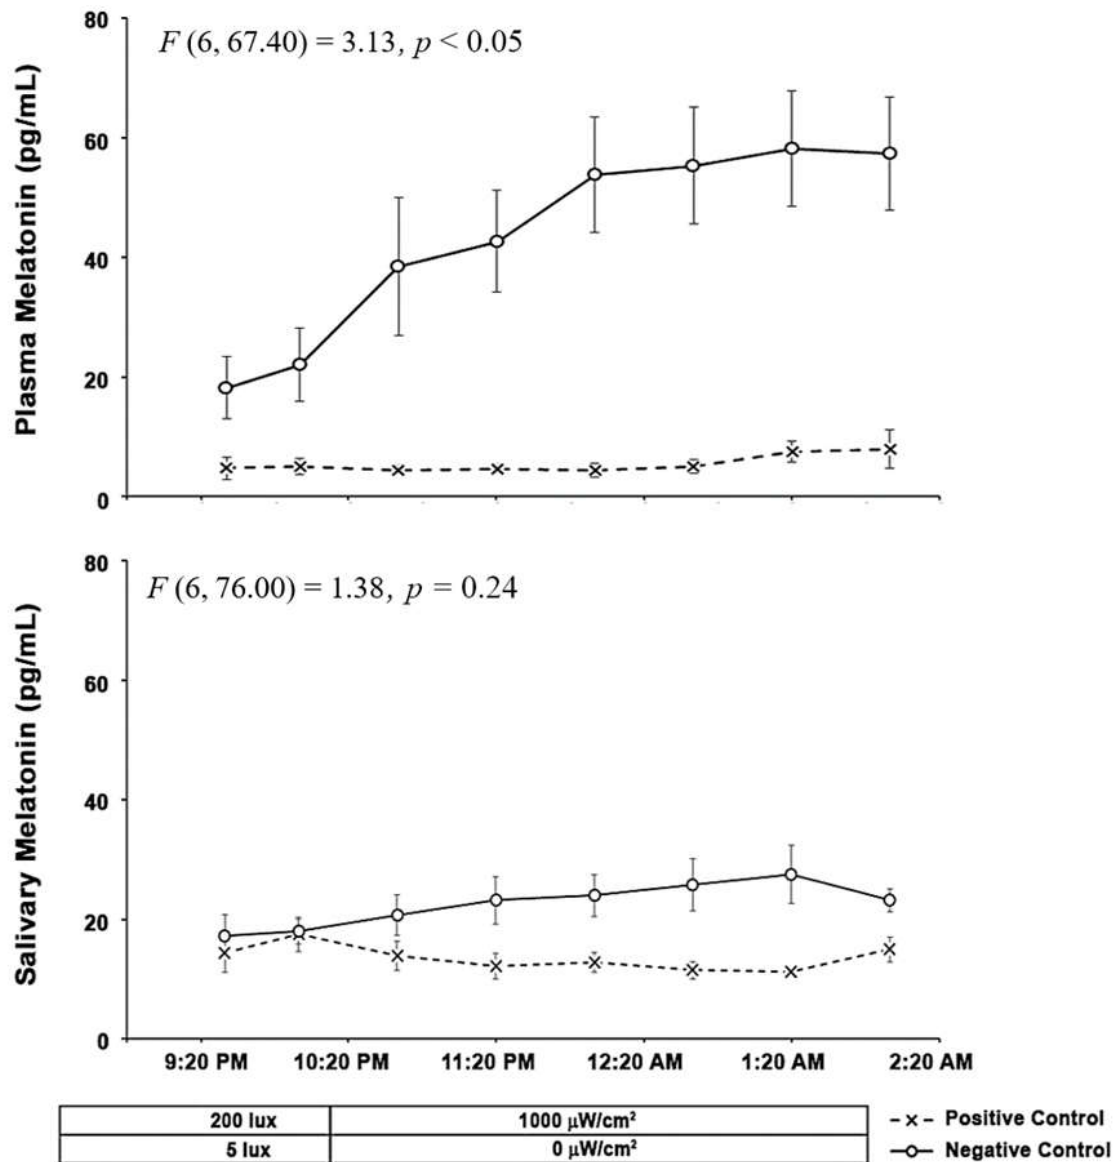 80
F (6, 67.40) = 3.13, p < 0.05
60
40
20
0
Plasma Melatonin (pg/mL)
80
F (6, 76.00) = 1.38, p = 0.24
60
40
20
0
Salivary Melatonin (pg/mL)
9:20 PM 10:20 PM 11:20 PM 12:20 AM 1:20 AM 2:20 AM
200 lux 1000 μW/cm² Positive Control
5 lux 0 μW/cm² Negative Control